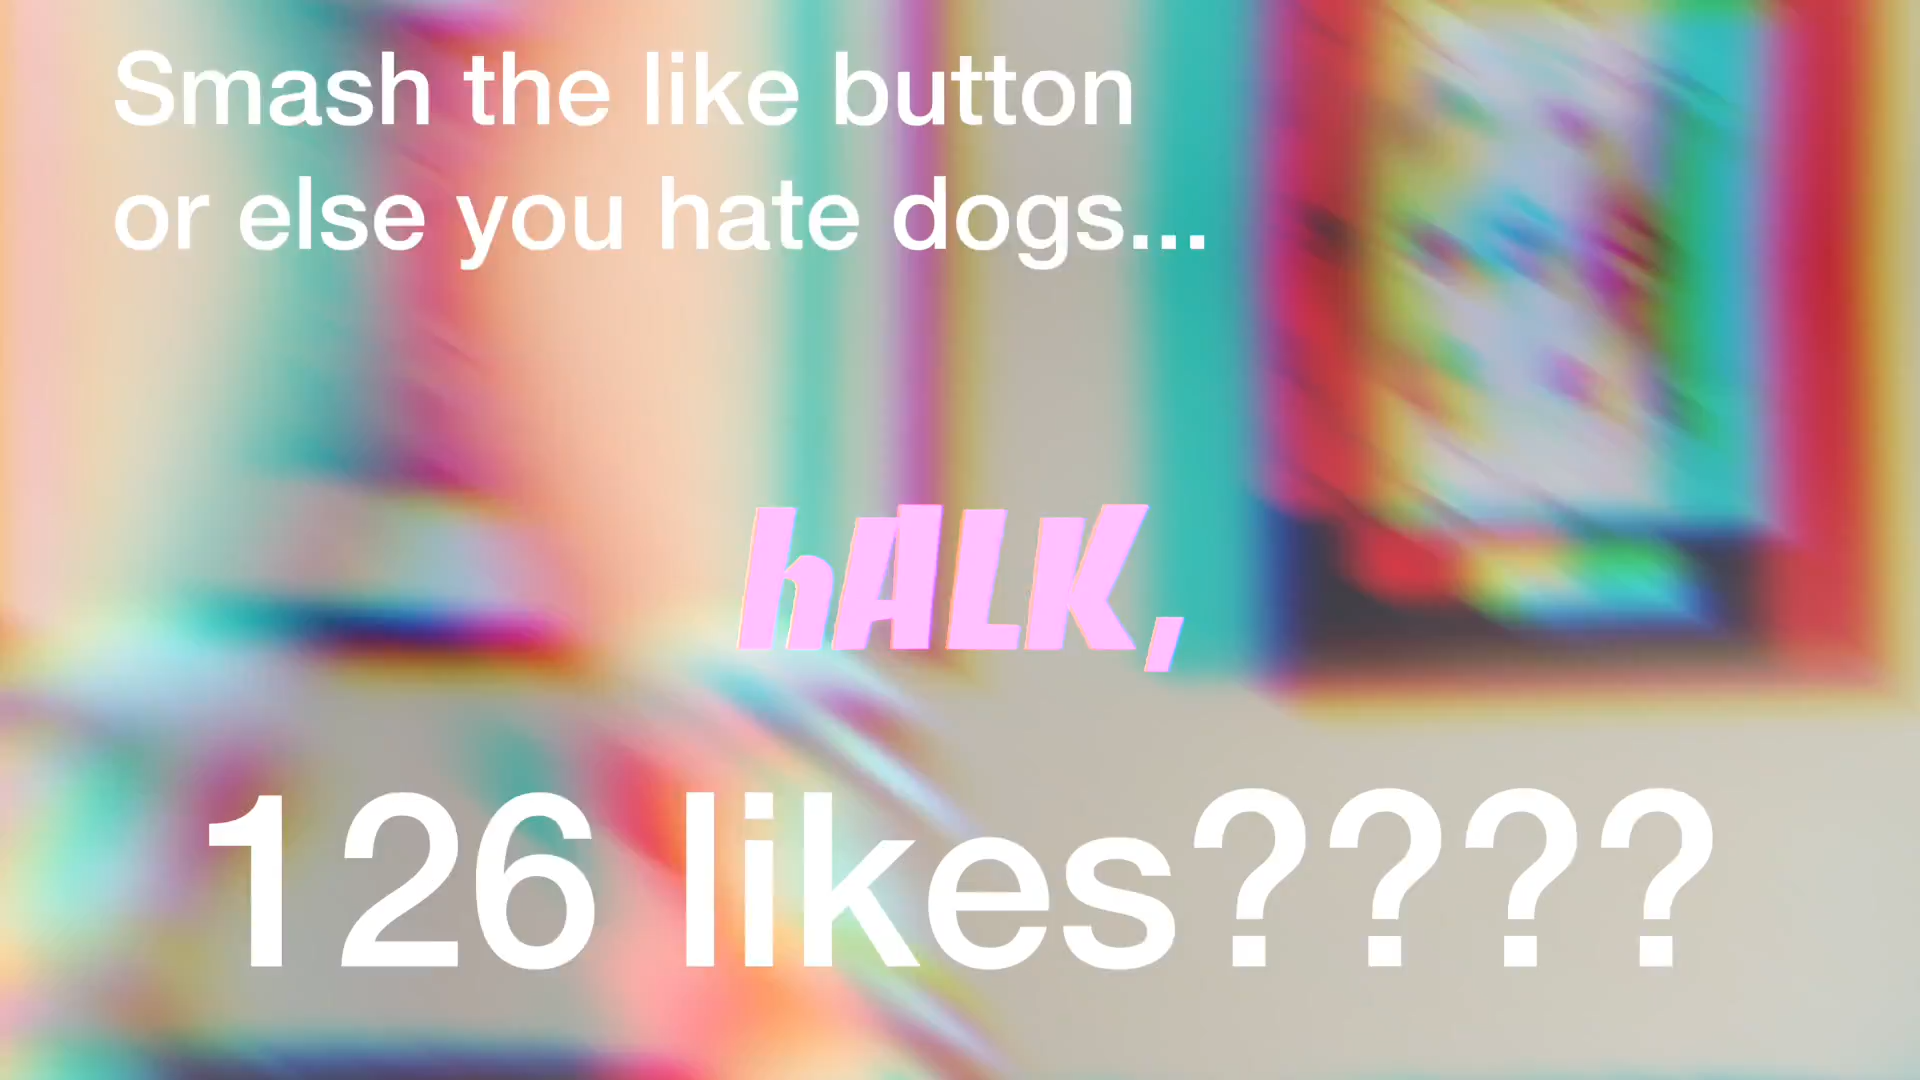 Smash the like button
or else you hate dogs...
hALK,
126 likes????